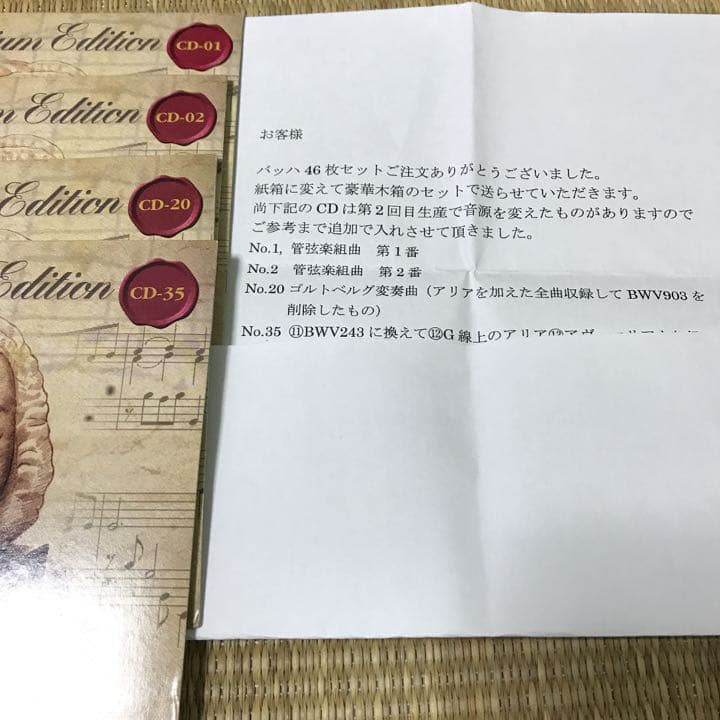 ium Edition CD-01
m Edition CD-02
Edition CD-20
Edition CD-35
お客様
バッハ46枚セットご注文ありがとうございました。
紙箱に変えて豪華木箱のセットで送らせていただきます。
尚下記のCDは第2回目生産で音源を変えたものがありますので
ご参考まで追加で入れさせて頂きました。
No.1, 管弦楽組曲 第1番
No.2 管弦楽組曲 第2番
No.20 ゴルトベルグ変奏曲（アリアを加えた全曲収録してBWV903を
削除したもの）
No.35 ⑪BWV243に換えて⑫G線上のアリア